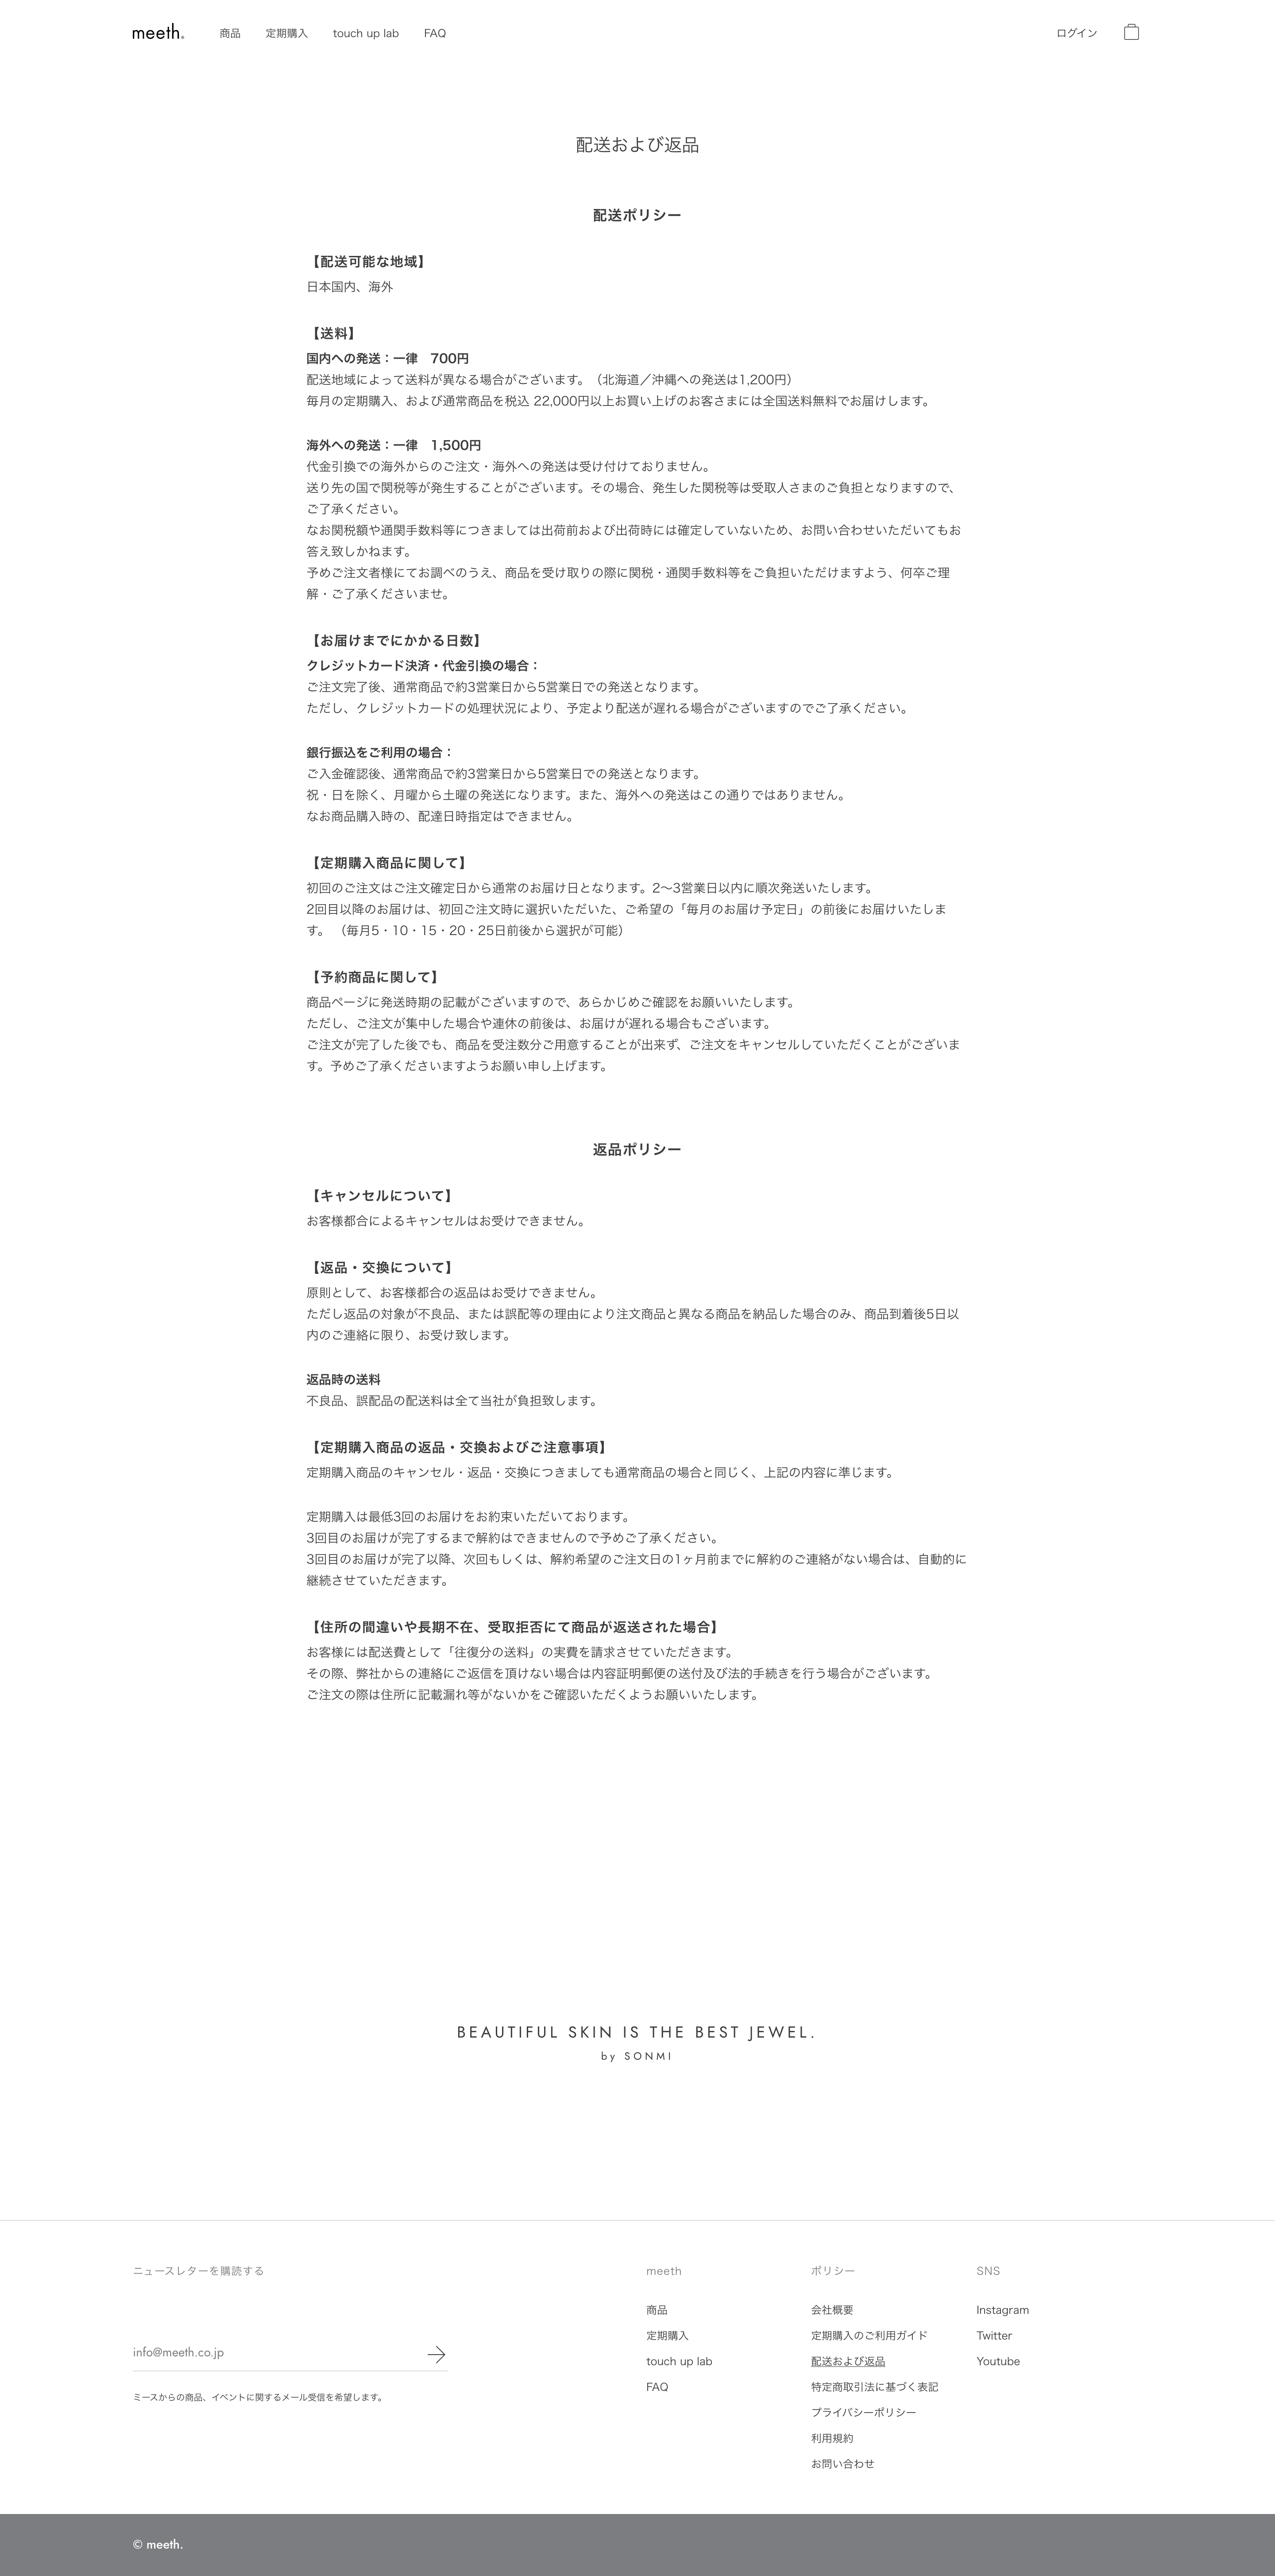 meeth.
商品
定期購入
touch up lab
FAQ
ログイン
配送および返品
配送ポリシー
【配送可能な地域】
日本国内、海外
【送料】
国内への発送：一律　700円
配送地域によって送料が異なる場合がございます。（北海道／沖縄への発送は1,200円）
毎月の定期購入、および通常商品を税込 22,000円以上お買い上げのお客さまには全国送料無料でお届けします。
海外への発送：一律　1,500円
代金引換での海外からのご注文・海外への発送は受け付けておりません。
送り先の国で関税等が発生することがございます。その場合、発生した関税等は受取人さまのご負担となりますので、
ご了承ください。
なお関税額や通関手数料等につきましては出荷前および出荷時には確定していないため、お問い合わせいただいてもお
答え致しかねます。
予めご注文者様にてお調べのうえ、商品を受け取りの際に関税・通関手数料等をご負担いただけますよう、何卒ご理
解・ご了承くださいませ。
【お届けまでにかかる日数】
クレジットカード決済・代金引換の場合：
ご注文完了後、通常商品で約3営業日から5営業日での発送となります。
ただし、クレジットカードの処理状況により、予定より配送が遅れる場合がございますのでご了承ください。
銀行振込をご利用の場合：
ご入金確認後、通常商品で約3営業日から5営業日での発送となります。
祝・日を除く、月曜から土曜の発送になります。また、海外への発送はこの通りではありません。
なお商品購入時の、配達日時指定はできません。
【定期購入商品に関して】
初回のご注文はご注文確定日から通常のお届け日となります。2〜3営業日以内に順次発送いたします。
2回目以降のお届けは、初回ご注文時に選択いただいた、ご希望の「毎月のお届け予定日」の前後にお届けいたしま
す。（毎月5・10・15・20・25日前後から選択が可能）
【予約商品に関して】
商品ページに発送時期の記載がございますので、あらかじめご確認をお願いいたします。
ただし、ご注文が集中した場合や連休の前後は、お届けが遅れる場合もございます。
ご注文が完了した後でも、商品を受注数分ご用意することが出来ず、ご注文をキャンセルしていただくことがございま
す。予めご了承くださいますようお願い申し上げます。
返品ポリシー
【キャンセルについて】
お客様都合によるキャンセルはお受けできません。
【返品・交換について】
原則として、お客様都合の返品はお受けできません。
ただし返品の対象が不良品、または誤配等の理由により注文商品と異なる商品を納品した場合のみ、商品到着後5日以
内のご連絡に限り、お受け致します。
返品時の送料
不良品、誤配品の配送料は全て当社が負担致します。
【定期購入商品の返品・交換およびご注意事項】
定期購入商品のキャンセル・返品・交換につきましても通常商品の場合と同じく、上記の内容に準じます。
定期購入は最低3回のお届けをお約束いただいております。
3回目のお届けが完了するまで解約はできませんので予めご了承ください。
3回目のお届けが完了以降、次回もしくは、解約希望のご注文日の1ヶ月前までに解約のご連絡がない場合は、自動的に
継続させていただきます。
【住所の間違いや長期不在、受取拒否にて商品が返送された場合】
お客様には配送費として「往復分の送料」の実費を請求させていただきます。
その際、弊社からの連絡にご返信を頂けない場合は内容証明郵便の送付及び法的手続きを行う場合がございます。
ご注文の際は住所に記載漏れ等がないかをご確認いただくようお願いいたします。
BEAUTIFUL SKIN IS THE BEST JEWEL.
by SONMI
ニュースレターを購読する
info@meeth.co.jp
ミースからの商品、イベントに関するメール受信を希望します。
meeth
商品
定期購入
touch up lab
FAQ
ポリシー
会社概要
定期購入のご利用ガイド
配送および返品
特定商取引法に基づく表記
プライバシーポリシー
利用規約
お問い合わせ
SNS
Instagram
Twitter
Youtube
© meeth.